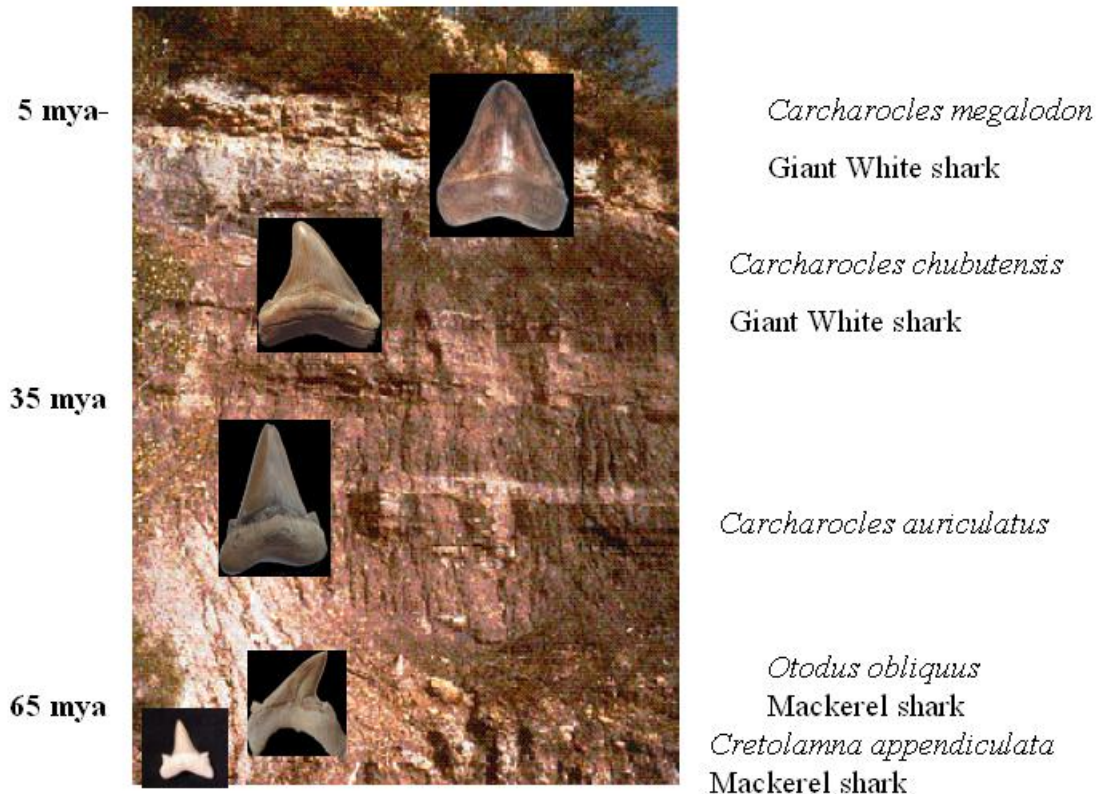 5 mya-
Carcharocles megalodon
Giant White shark
Carcharocles chubutensis
Giant White shark
35 mya
Carcharocles auriculatus
Otodus obliquus
65 mya
Mackerel shark
Cretolamna appendiculata
Mackerel shark